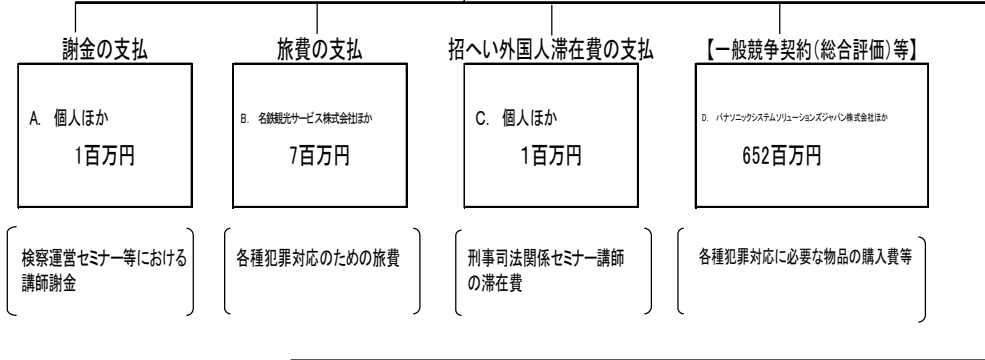 謝金の支払
旅費の支払
招へい外国人滞在費の支払
【一般競争契約(総合評価)等】
A. 個人ほか
1百万円
B. 名鉄観光サービス株式会社ほか
7百万円
C. 個人ほか
1百万円
D. パナソニックシステムソリューションズジャパン株式会社ほか
652百万円
検察運営セミナー等における
講師謝金
各種犯罪対応のための旅費
刑事司法関係セミナー講師
の滞在費
各種犯罪対応に必要な物品の購入費等